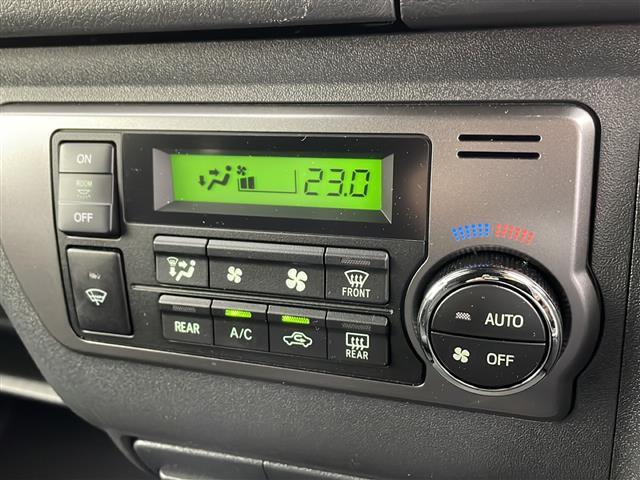 ON
ROOM
OFF
23.0
FRONT
REAR
A/C
REAR
AUTO
OFF